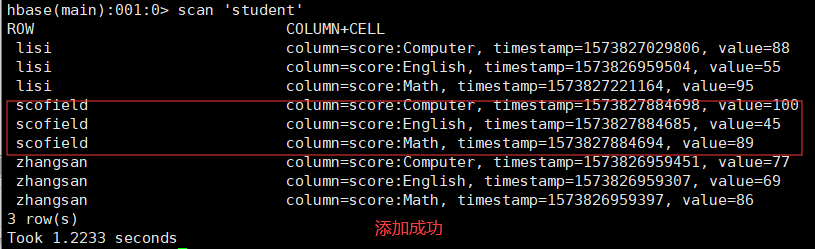 hbase(main):001:0> scan 'student'
ROW COLUMN+CELL
lisi column=score:Computer, timestamp=1573827029806, value=88
lisi column=score:English, timestamp=1573826959504, value=55
lisi column=score:Math, timestamp=1573827221164, value=95
scofield column=score:Computer, timestamp=1573827884698, value=100
scofield column=score:English, timestamp=1573827884685, value=45
scofield column=score:Math, timestamp=1573827884694, value=89
zhangsan column=score:Computer, timestamp=1573826959451, value=77
zhangsan column=score:English, timestamp=1573826959307, value=69
zhangsan column=score:Math, timestamp=1573826959397, value=86
3 row(s)
添加成功
Took 1.2233 seconds